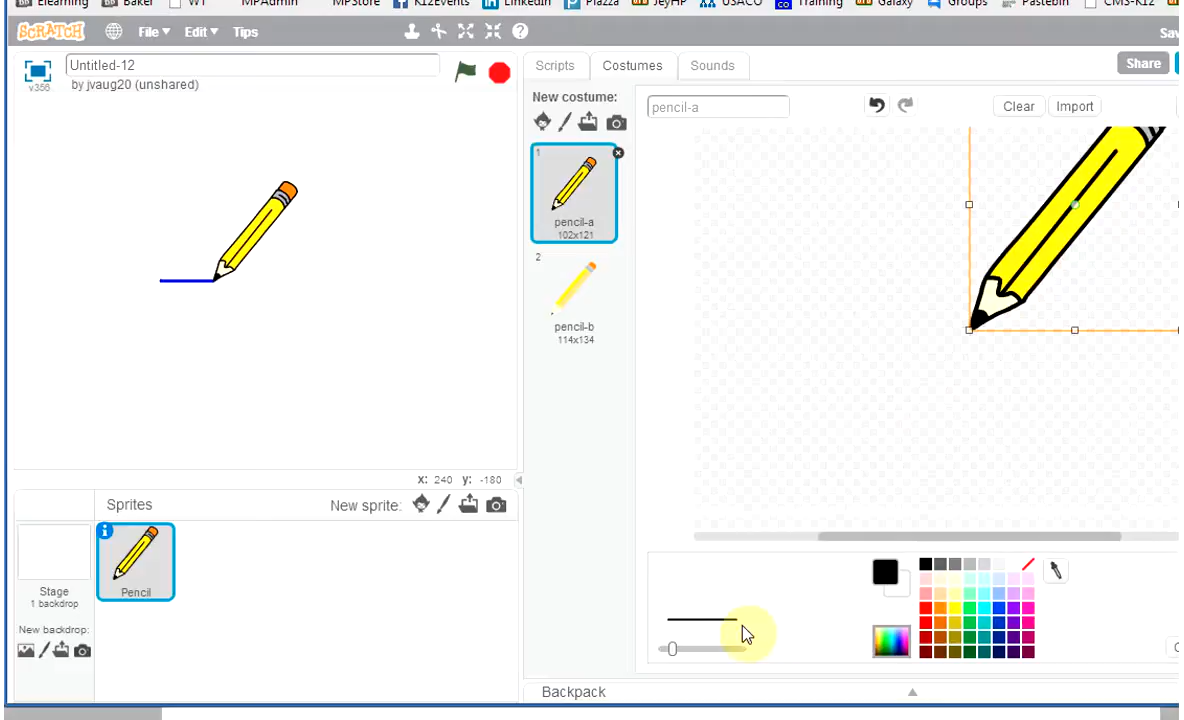 Elearning Baker WT MPAdmin MPStore K12Events LinkedIn Piazza JeyHP USACO Training Galaxy Groups Pastebin CMS-K12
SCRATCH File Edit Tips
v356
Untitled-12
by jvaug20 (unshared)
Scripts Costumes Sounds
Share
New costume:
pencil-a
Clear Import
1
pencil-a
102x121
2
pencil-b
114x134
x: 240 y: -180
Sprites New sprite:
Stage
1 backdrop
New backdrop:
Pencil
Backpack